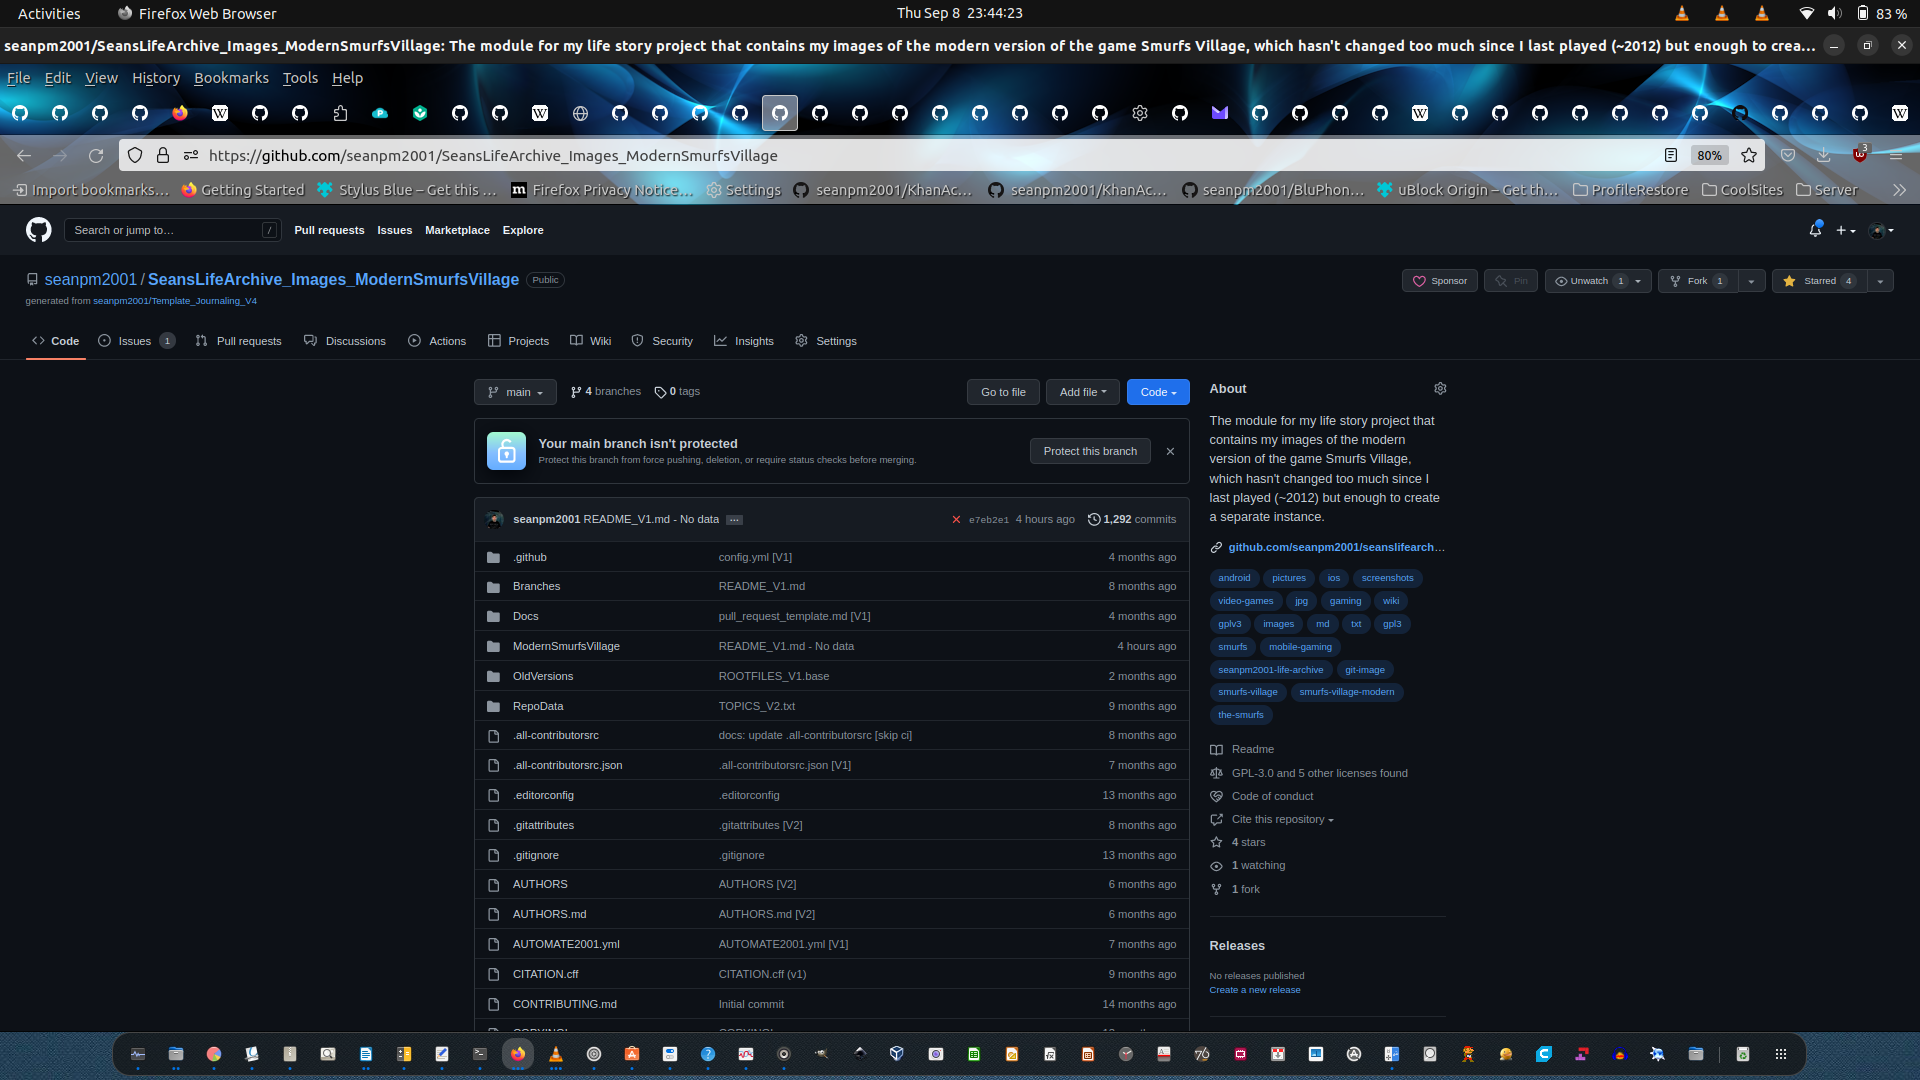 Activities
Firefox Web Browser
Thu Sep 8 23:44:23
83 %
seanpm2001/SeansLifeArchive_Images_ModernSmurfsVillage: The module for my life story project that contains my images of the modern version of the game Smurfs Village, which hasn't changed too much since I last played (~2012) but enough to crea…
File Edit View History Bookmarks Tools Help
https://github.com/seanpm2001/SeansLifeArchive_Images_ModernSmurfsVillage
80%
3
Import bookmarks…
Getting Started
Stylus Blue – Get this …
Firefox Privacy Notice…
Settings
seanpm2001/KhanAc…
seanpm2001/KhanAc…
seanpm2001/BluPhon…
uBlock Origin – Get th…
ProfileRestore
CoolSites
Server
Search or jump to…
/
Pull requests Issues Marketplace Explore
seanpm2001 / SeansLifeArchive_Images_ModernSmurfsVillage Public
Sponsor
Pin
Unwatch 1
Fork 1
Starred 4
generated from seanpm2001/Template_Journaling_V4
Code
Issues 1
Pull requests
Discussions
Actions
Projects
Wiki
Security
Insights
Settings
main
4 branches
0 tags
Go to file
Add file
Code
Your main branch isn't protected
Protect this branch from force pushing, deletion, or require status checks before merging.
Protect this branch
seanpm2001 README_V1.md - No data
e7eb2e1 4 hours ago
1,292 commits
.github config.yml [V1] 4 months ago
Branches README_V1.md 8 months ago
Docs pull_request_template.md [V1] 4 months ago
ModernSmurfsVillage README_V1.md - No data 4 hours ago
OldVersions ROOTFILES_V1.base 2 months ago
RepoData TOPICS_V2.txt 9 months ago
.all-contributorsrc docs: update .all-contributorsrc [skip ci] 8 months ago
.all-contributorsrc.json .all-contributorsrc.json [V1] 7 months ago
.editorconfig .editorconfig 13 months ago
.gitattributes .gitattributes [V2] 8 months ago
.gitignore .gitignore 13 months ago
AUTHORS AUTHORS [V2] 6 months ago
AUTHORS.md AUTHORS.md [V2] 6 months ago
AUTOMATE2001.yml AUTOMATE2001.yml [V1] 7 months ago
CITATION.cff CITATION.cff (v1) 9 months ago
CONTRIBUTING.md Initial commit 14 months ago
About
The module for my life story project that
contains my images of the modern
version of the game Smurfs Village,
which hasn't changed too much since I
last played (~2012) but enough to create
a separate instance.
github.com/seanpm2001/seanslifearch…
android pictures ios screenshots
video-games jpg gaming wiki
gplv3 images md txt gpl3
smurfs mobile-gaming
seanpm2001-life-archive git-image
smurfs-village smurfs-village-modern
the-smurfs
Readme
GPL-3.0 and 5 other licenses found
Code of conduct
Cite this repository
4 stars
1 watching
1 fork
Releases
No releases published
Create a new release